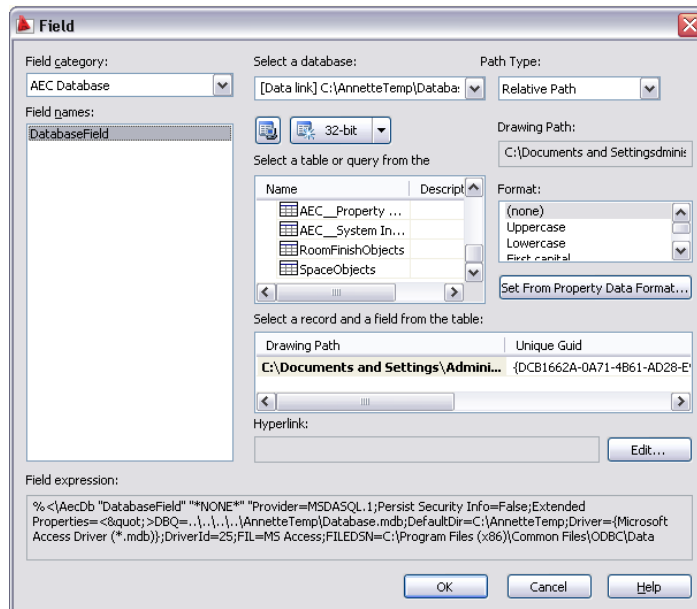 Field
Field category:
AEC Database
Field names:
DatabaseField
Select a database:
[Data link] C:\AnnetteTemp\Databa:
Path Type:
Relative Path
32-bit
Drawing Path:
C:\Documents and Settingsdminis
Select a table or query from the
Name Descript
AEC__Property ...
AEC__System In...
RoomFinishObjects
SpaceObjects
Format:
(none)
Uppercase
Lowercase
First capital
Set From Property Data Format...
Select a record and a field from the table:
Drawing Path Unique Guid
C:\Documents and Settings\Admini... {DCB1662A-0A71-4B61-AD28-E
Hyperlink:
Edit...
Field expression:
%<\AecDb "DatabaseField" "*NONE*" "Provider=MSDASQL.1;Persist Security Info=False;Extended
Properties=<&quot;>DBQ=..\..\..\..\AnnetteTemp\Database.mdb;DefaultDir=C:\AnnetteTemp;Driver={Microsoft
Access Driver (*.mdb)};DriverId=25;FIL=MS Access;FILEDSN=C:\Program Files (x86)\Common Files\ODBC\Data
OK Cancel Help